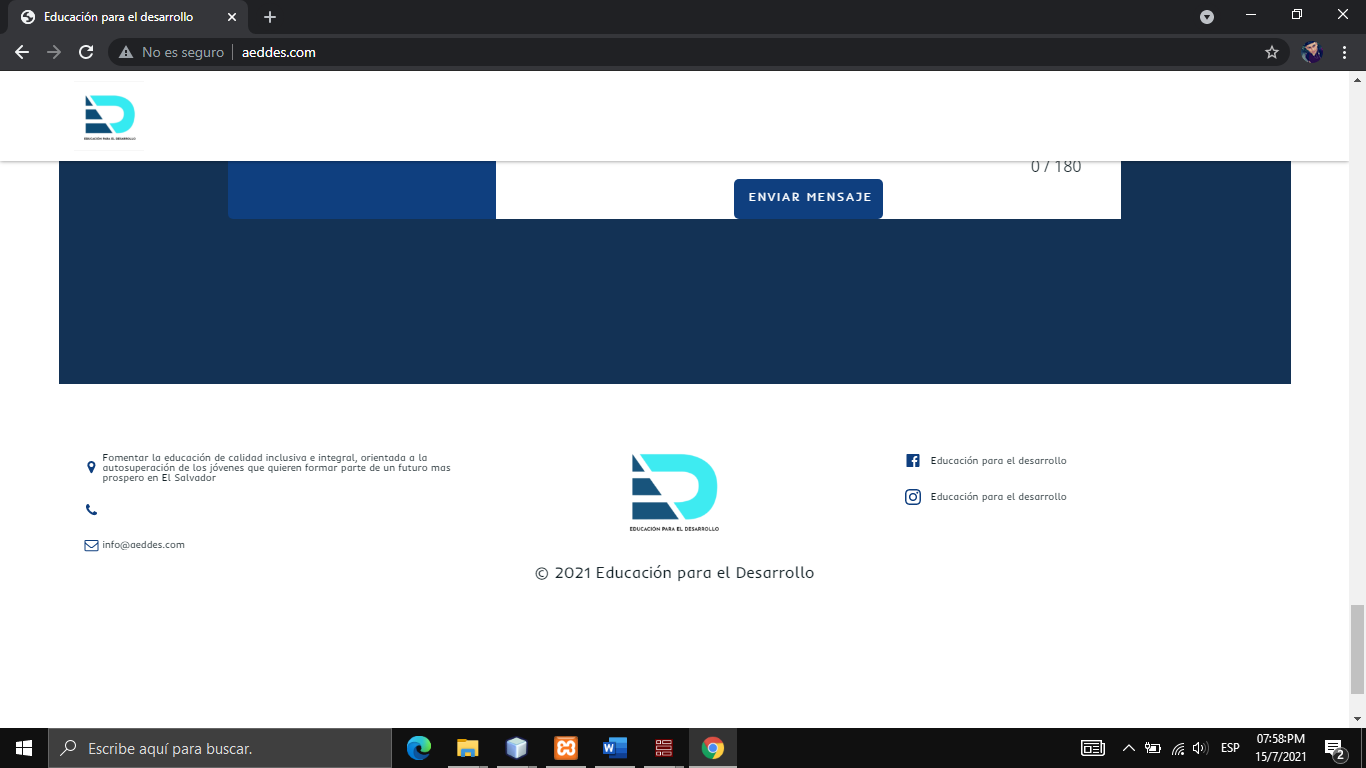 Educación para el desarrollo
No es seguro
aeddes.com
EDUCACIÓN PARA EL DESARROLLO
0 / 180
ENVIAR MENSAJE
Fomentar la educación de calidad inclusiva e integral, orientada a la
autosuperación de los jóvenes que quieren formar parte de un futuro mas
prospero en El Salvador
info@aeddes.com
EDUCACIÓN PARA EL DESARROLLO
© 2021 Educación para el Desarrollo
Educación para el desarrollo
Educación para el desarrollo
Escribe aquí para buscar.
ESP
07:58:PM
15/7/2021
2